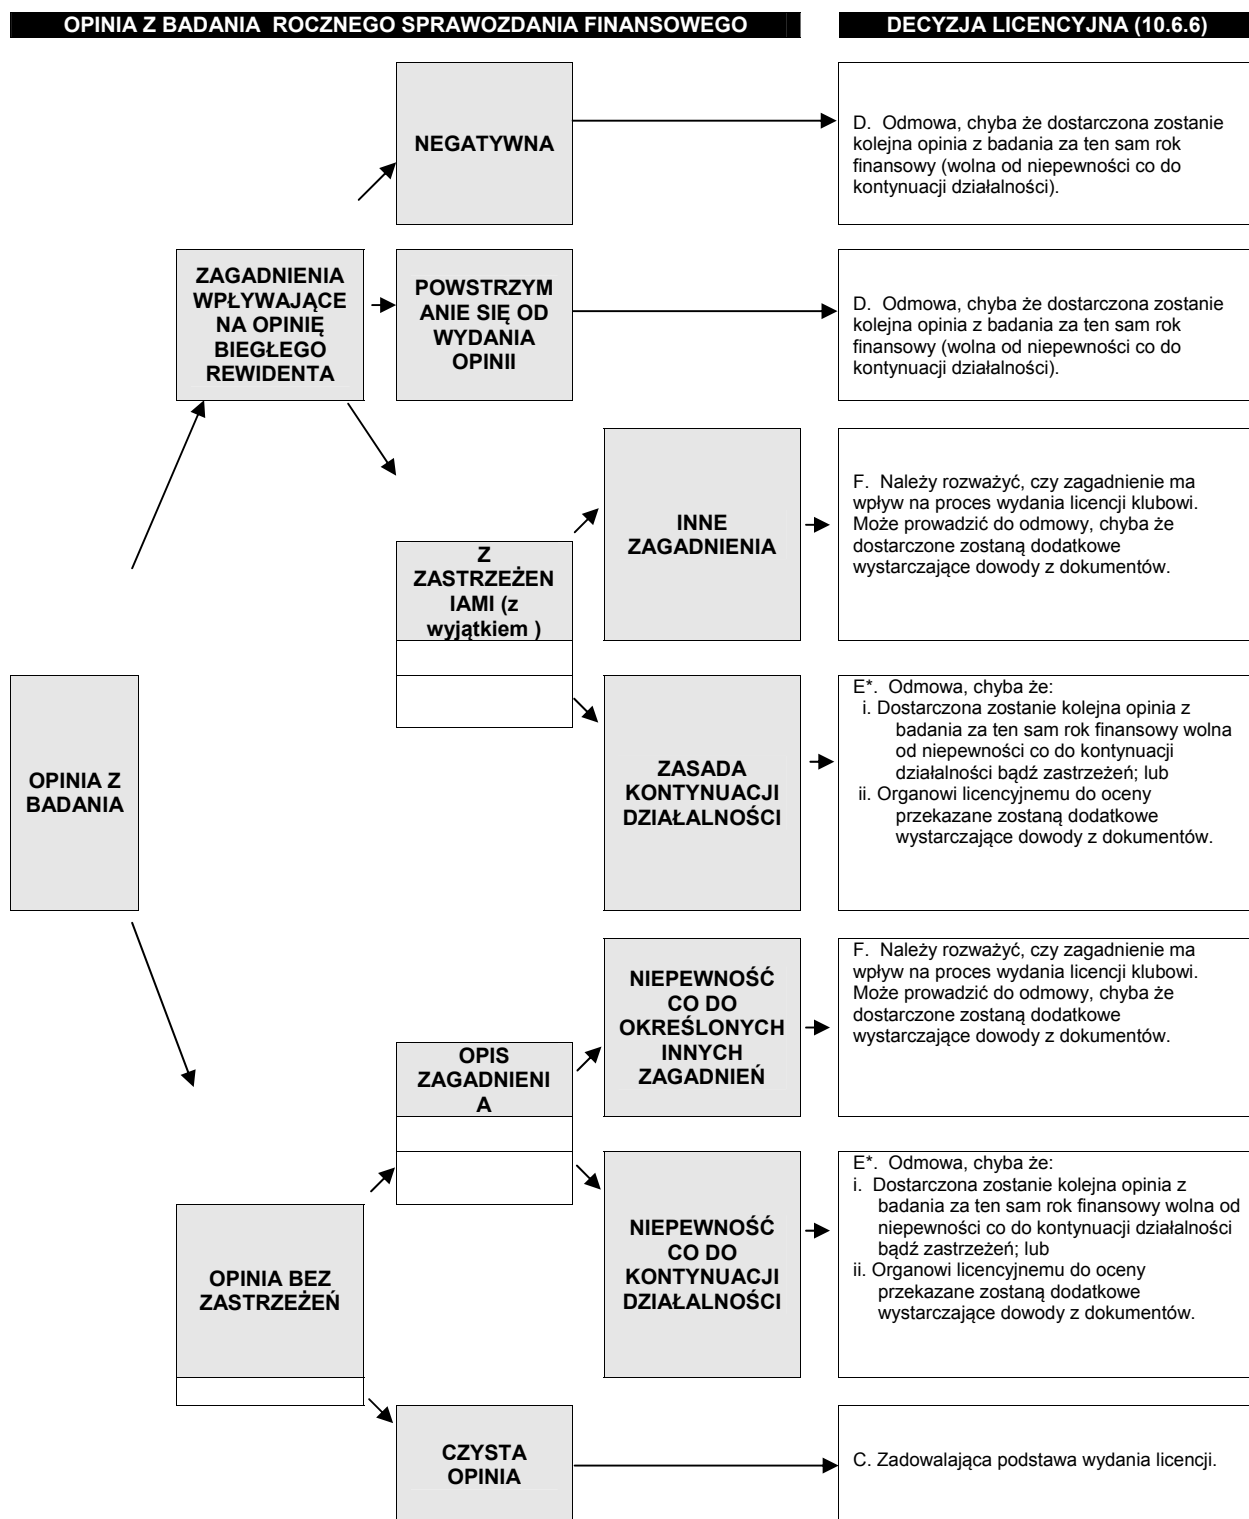 OPINIA Z BADANIA ROCZNEGO SPRAWOZDANIA FINANSOWEGO
DECYZJA LICENCYJNA (10.6.6)
NEGATYWNA
D. Odmowa, chyba że dostarczona zostanie
kolejna opinia z badania za ten sam rok
finansowy (wolna od niepewności co do
kontynuacji działalności).
ZAGADNIENIA
WPŁYWAJĄCE
NA OPINIĘ
BIEGŁEGO
REWIDENTA
POWSTRZYM
ANIE SIĘ OD
WYDANIA
OPINII
D. Odmowa, chyba że dostarczona zostanie
kolejna opinia z badania za ten sam rok
finansowy (wolna od niepewności co do
kontynuacji działalności).
Z
ZASTRZEŻEN
IAMI (z
wyjątkiem )
INNE
ZAGADNIENIA
F. Należy rozważyć, czy zagadnienie ma
wpływ na proces wydania licencji klubowi.
Może prowadzić do odmowy, chyba że
dostarczone zostaną dodatkowe
wystarczające dowody z dokumentów.
OPINIA Z
BADANIA
ZASADA
KONTYNUACJI
DZIAŁALNOŚCI
E*. Odmowa, chyba że:
i. Dostarczona zostanie kolejna opinia z
badania za ten sam rok finansowy wolna
od niepewności co do kontynuacji
działalności bądź zastrzeżeń; lub
ii. Organowi licencyjnemu do oceny
przekazane zostaną dodatkowe
wystarczające dowody z dokumentów.
OPIS
ZAGADNIENI
A
NIEPEWNOŚĆ
CO DO
OKREŚLONYCH
INNYCH
ZAGADNIEŃ
F. Należy rozważyć, czy zagadnienie ma
wpływ na proces wydania licencji klubowi.
Może prowadzić do odmowy, chyba że
dostarczone zostaną dodatkowe
wystarczające dowody z dokumentów.
OPINIA BEZ
ZASTRZEŻEŃ
NIEPEWNOŚĆ
CO DO
KONTYNUACJI
DZIAŁALNOŚCI
E*. Odmowa, chyba że:
i. Dostarczona zostanie kolejna opinia z
badania za ten sam rok finansowy wolna od
niepewności co do kontynuacji działalności
bądź zastrzeżeń; lub
ii. Organowi licencyjnemu do oceny
przekazane zostaną dodatkowe
wystarczające dowody z dokumentów.
CZYSTA
OPINIA
C. Zadowalająca podstawa wydania licencji.